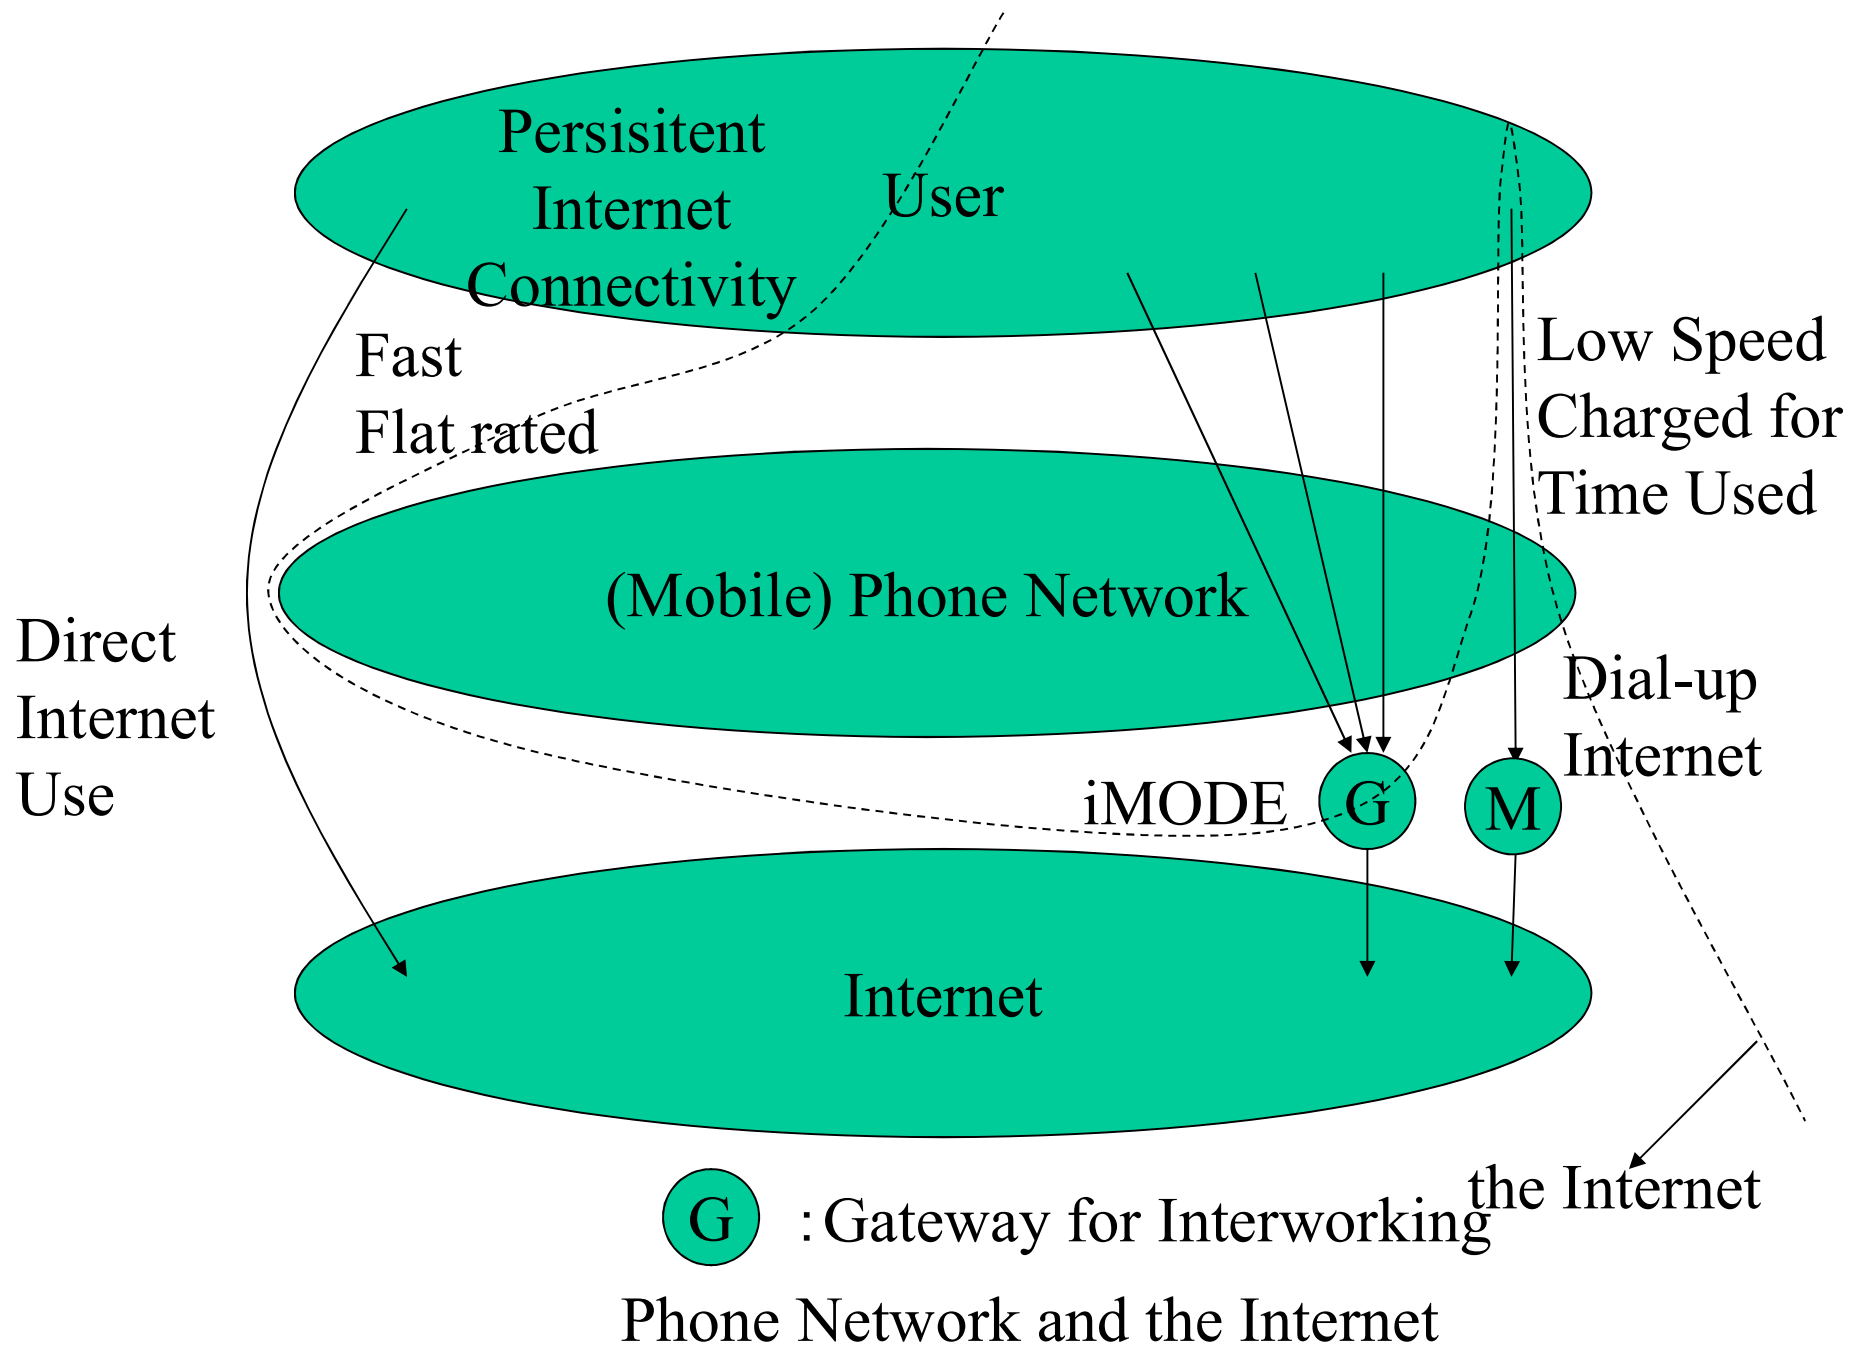 Persisitent
Internet
Connectivity
User
Fast
Flat rated
Low Speed
Charged for
Time Used
(Mobile) Phone Network
Direct
Internet
Use
Dial-up
Internet
iMODE
G
M
Internet
the Internet
G :Gateway for Interworking
Phone Network and the Internet